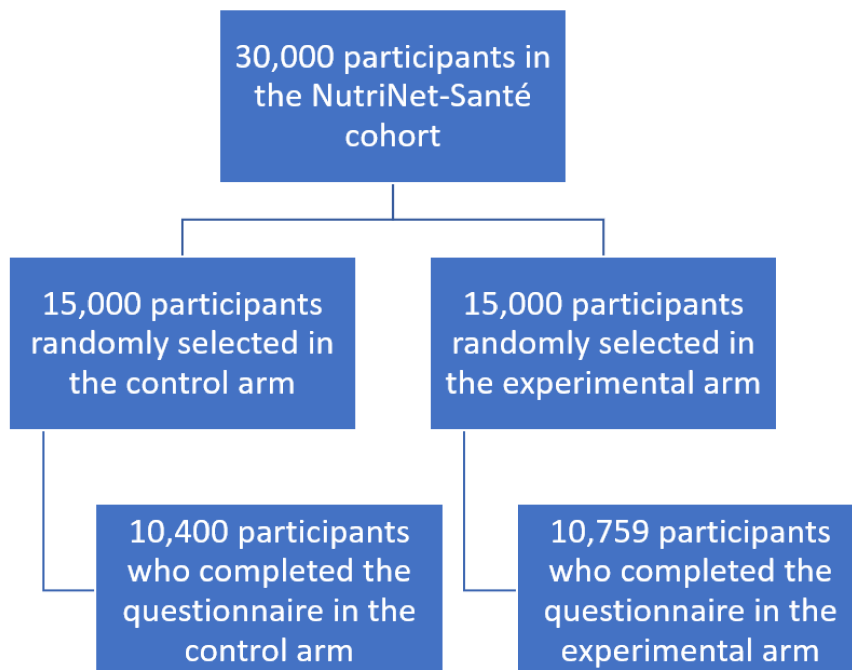 30,000 participants in
the NutriNet-Santé
cohort
15,000 participants
randomly selected in
the control arm
15,000 participants
randomly selected in
the experimental arm
10,400 participants
who completed the
questionnaire in the
control arm
10,759 participants
who completed the
questionnaire in the
experimental arm